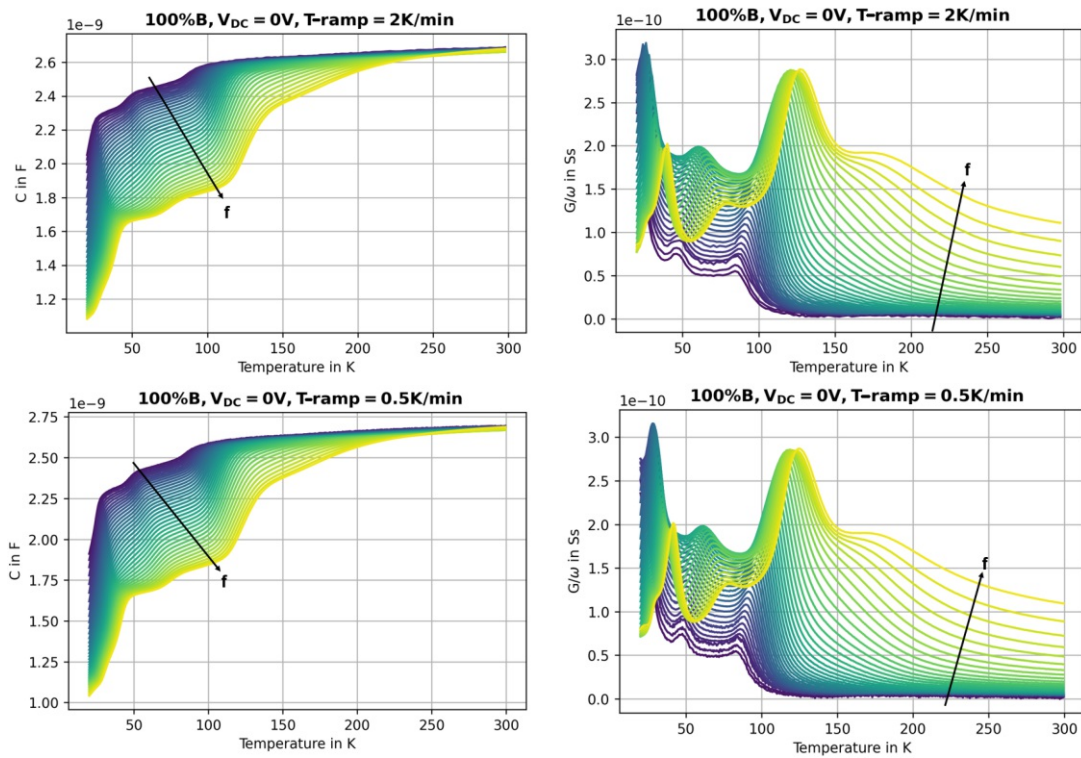 100%B, V_DC = 0V, T−ramp = 2K/min
1e−9
2.6
2.4
2.2
2.0
1.8
1.6
1.4
1.2
C in F
f
50
100
150
200
250
300
Temperature in K
100%B, V_DC = 0V, T−ramp = 2K/min
1e−10
3.0
2.5
2.0
1.5
1.0
0.5
0.0
G/ω in Ss
f
50
100
150
200
250
300
Temperature in K
100%B, V_DC = 0V, T−ramp = 0.5K/min
1e−9
2.75
2.50
2.25
2.00
1.75
1.50
1.25
1.00
C in F
f
50
100
150
200
250
300
Temperature in K
100%B, V_DC = 0V, T−ramp = 0.5K/min
1e−10
3.0
2.5
2.0
1.5
1.0
0.5
0.0
G/ω in Ss
f
50
100
150
200
250
300
Temperature in K